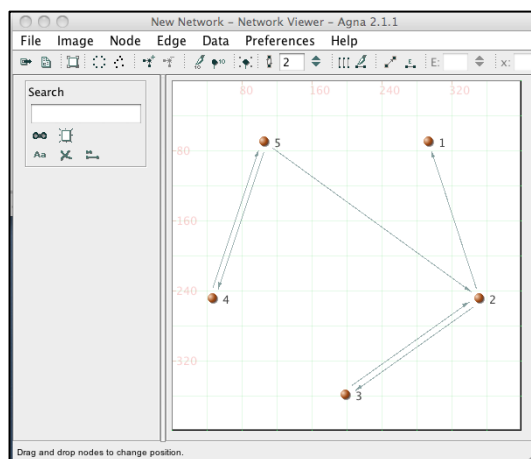 New Network – Network Viewer – Agna 2.1.1
File Image Node Edge Data Preferences Help
2 E: x:
Search
Aa
80 160 240 320
80
160
240
320
5
1
4
2
3
Drag and drop nodes to change position.